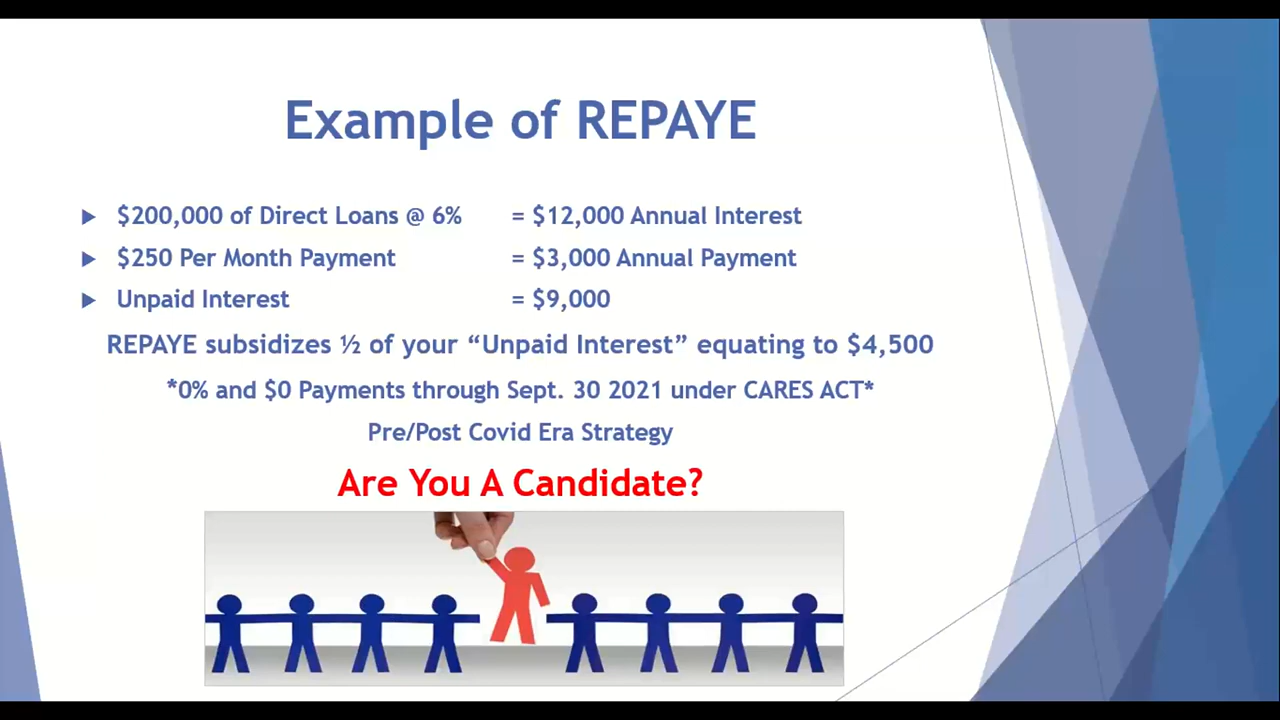 Example of REPAYE
$200,000 of Direct Loans @ 6% = $12,000 Annual Interest
$250 Per Month Payment = $3,000 Annual Payment
Unpaid Interest = $9,000
REPAYE subsidizes ½ of your “Unpaid Interest” equating to $4,500
*0% and $0 Payments through Sept. 30 2021 under CARES ACT*
Pre/Post Covid Era Strategy
Are You A Candidate?